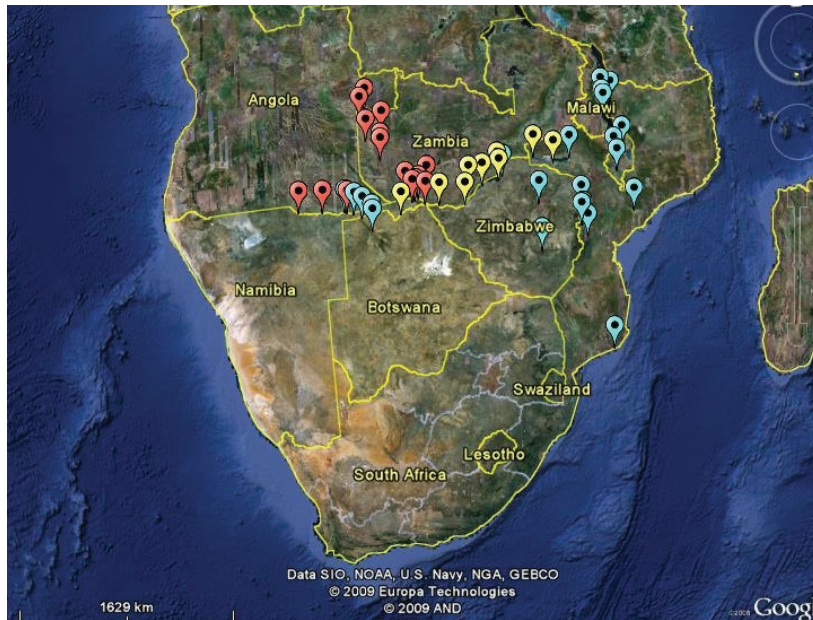 Angola
Malawi
Zambia
Zimbabwe
Namibia
Botswana
Swaziland
Lesotho
South Africa
Data SIO, NOAA, U.S. Navy, NGA, GEBCO
© 2009 Europa Technologies
1629 km
© 2009 AND
©2008 Goog